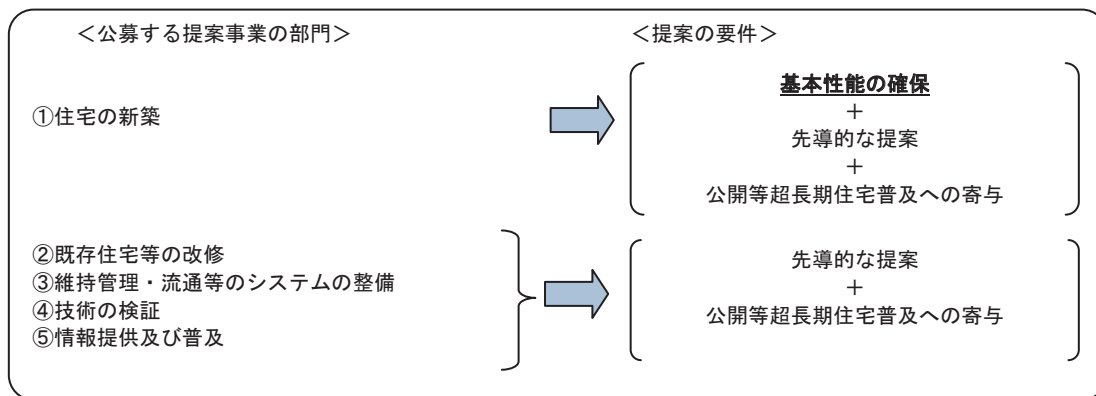 ＜公募する提案事業の部門＞
＜提案の要件＞
①住宅の新築
基本性能の確保
＋
先導的な提案
＋
公開等超長期住宅普及への寄与
②既存住宅等の改修
③維持管理・流通等のシステムの整備
④技術の検証
⑤情報提供及び普及
先導的な提案
＋
公開等超長期住宅普及への寄与